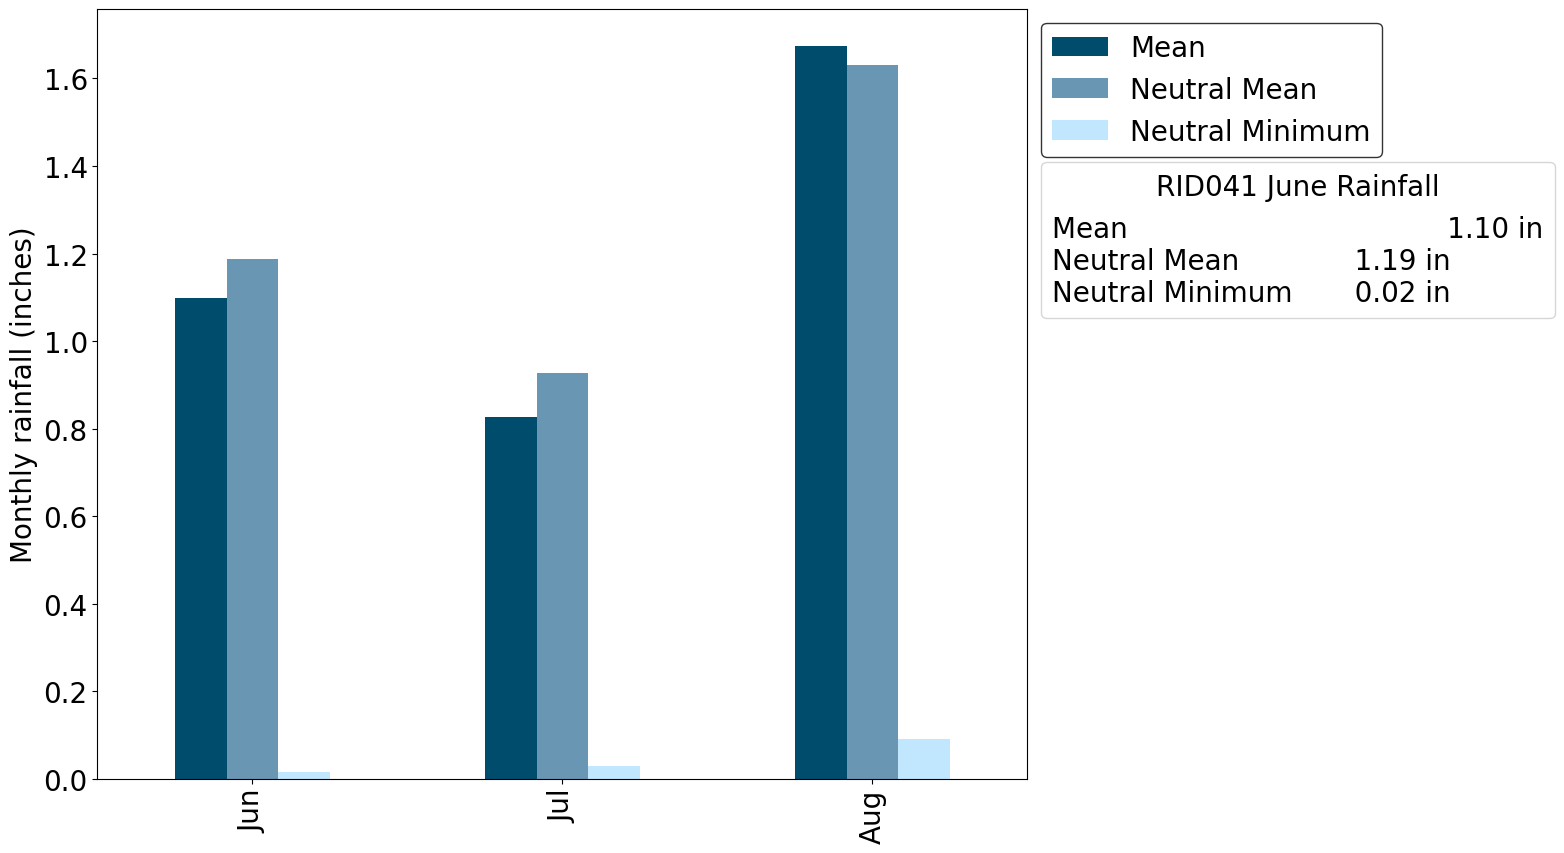 Monthly rainfall (inches)
1.6
1.4
1.2
1.0
0.8
0.6
0.4
0.2
0.0
Jun
Jul
Aug
Mean
Neutral Mean
Neutral Minimum
RID041 June Rainfall
Mean 1.10 in
Neutral Mean 1.19 in
Neutral Minimum 0.02 in